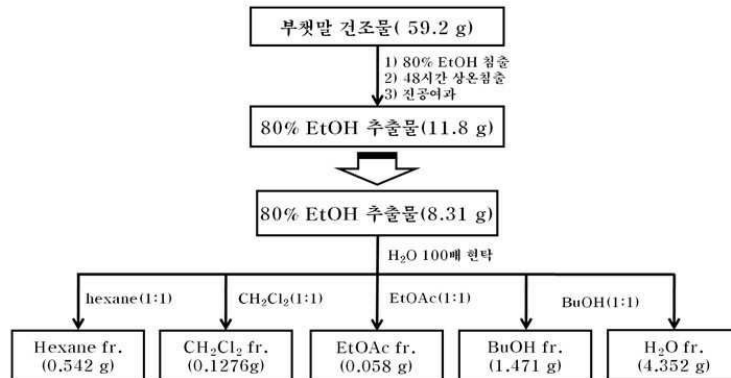 부챗말 건조물( 59.2 g)
1) 80% EtOH 침출
2) 48시간 상온침출
3) 진공여과
80% EtOH 추출물(11.8 g)
80% EtOH 추출물(8.31 g)
H₂O 100배 현탁
hexane(1:1)
CH₂Cl₂(1:1)
EtOAc(1:1)
BuOH(1:1)
Hexane fr.
(0.542 g)
CH₂Cl₂ fr.
(0.1276g)
EtOAc fr.
(0.058 g)
BuOH fr.
(1.471 g)
H₂O fr.
(4.352 g)